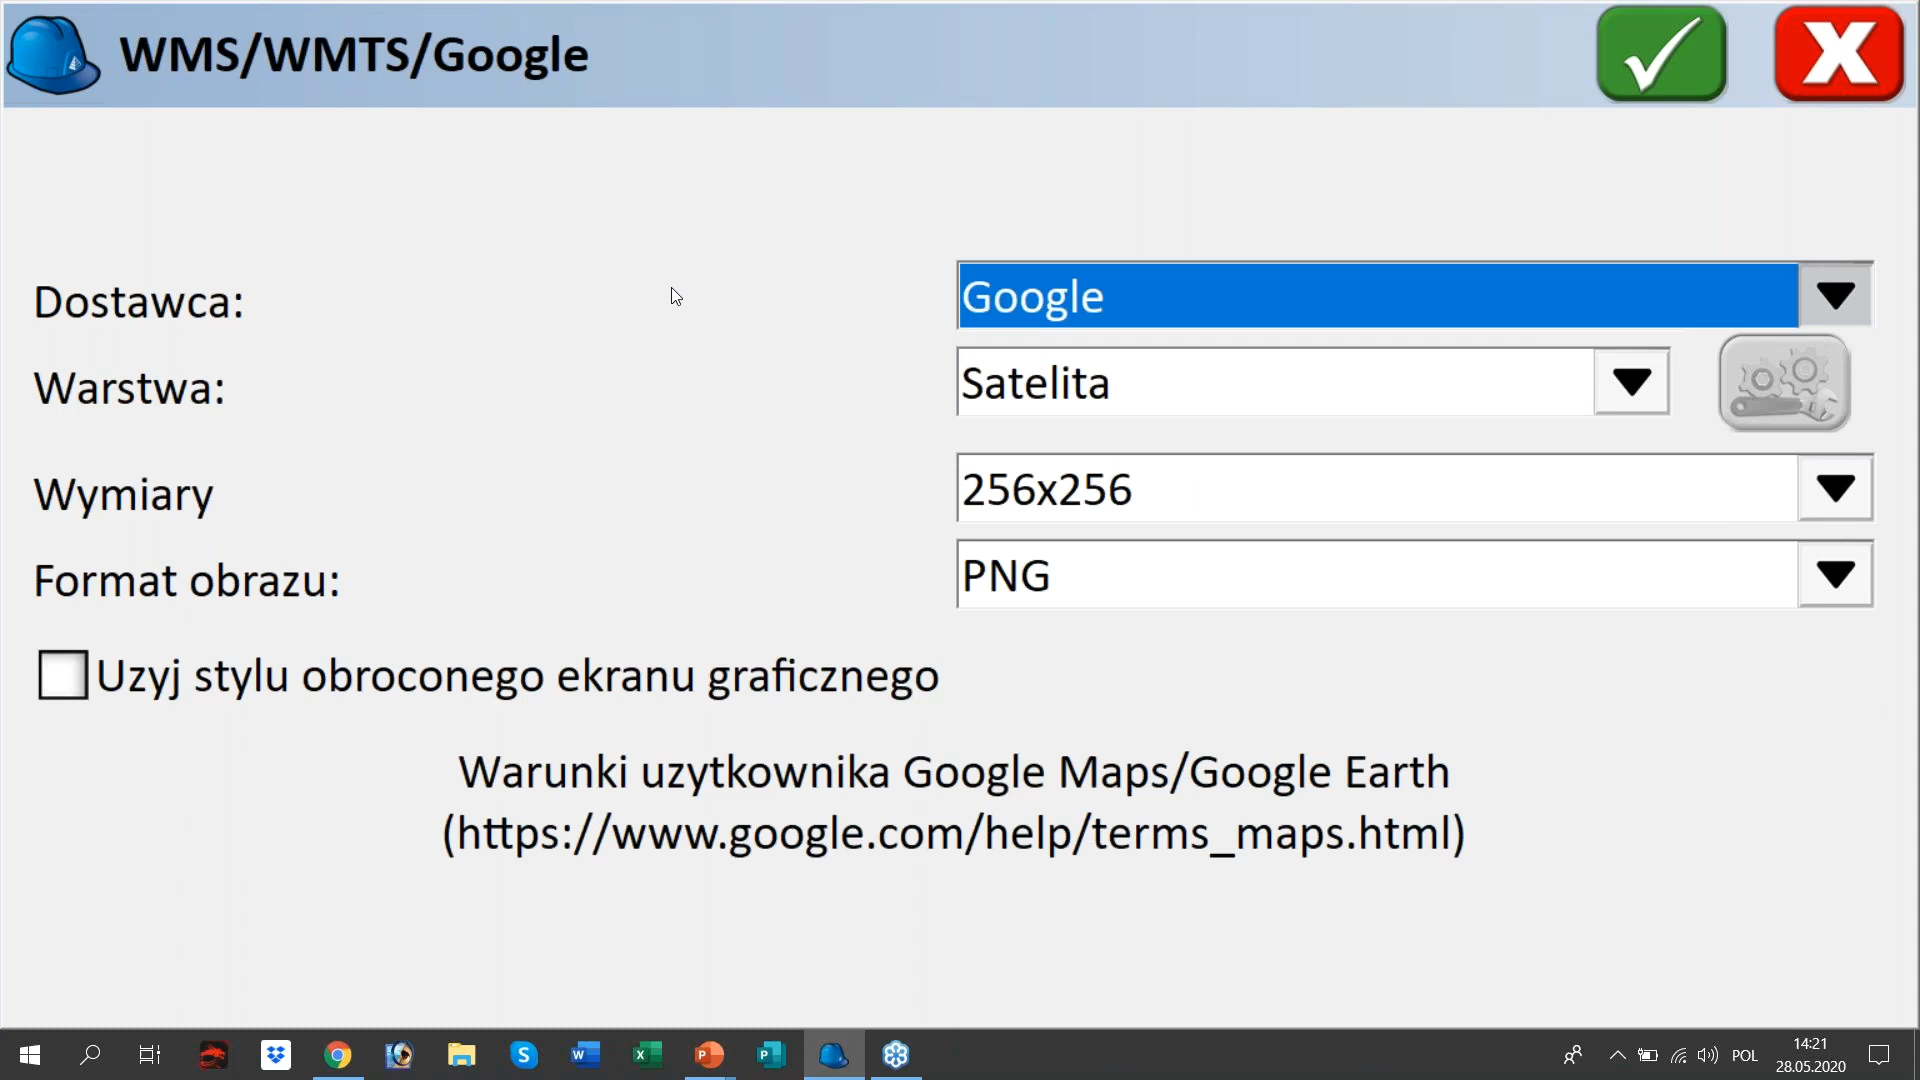 WMS/WMTS/Google
Dostawca:
Google
Warstwa:
Satelita
Wymiary
256x256
Format obrazu:
PNG
Uzyj stylu obroconego ekranu graficznego
Warunki uzytkownika Google Maps/Google Earth
(https://www.google.com/help/terms_maps.html)
POL
14:21
28.05.2020